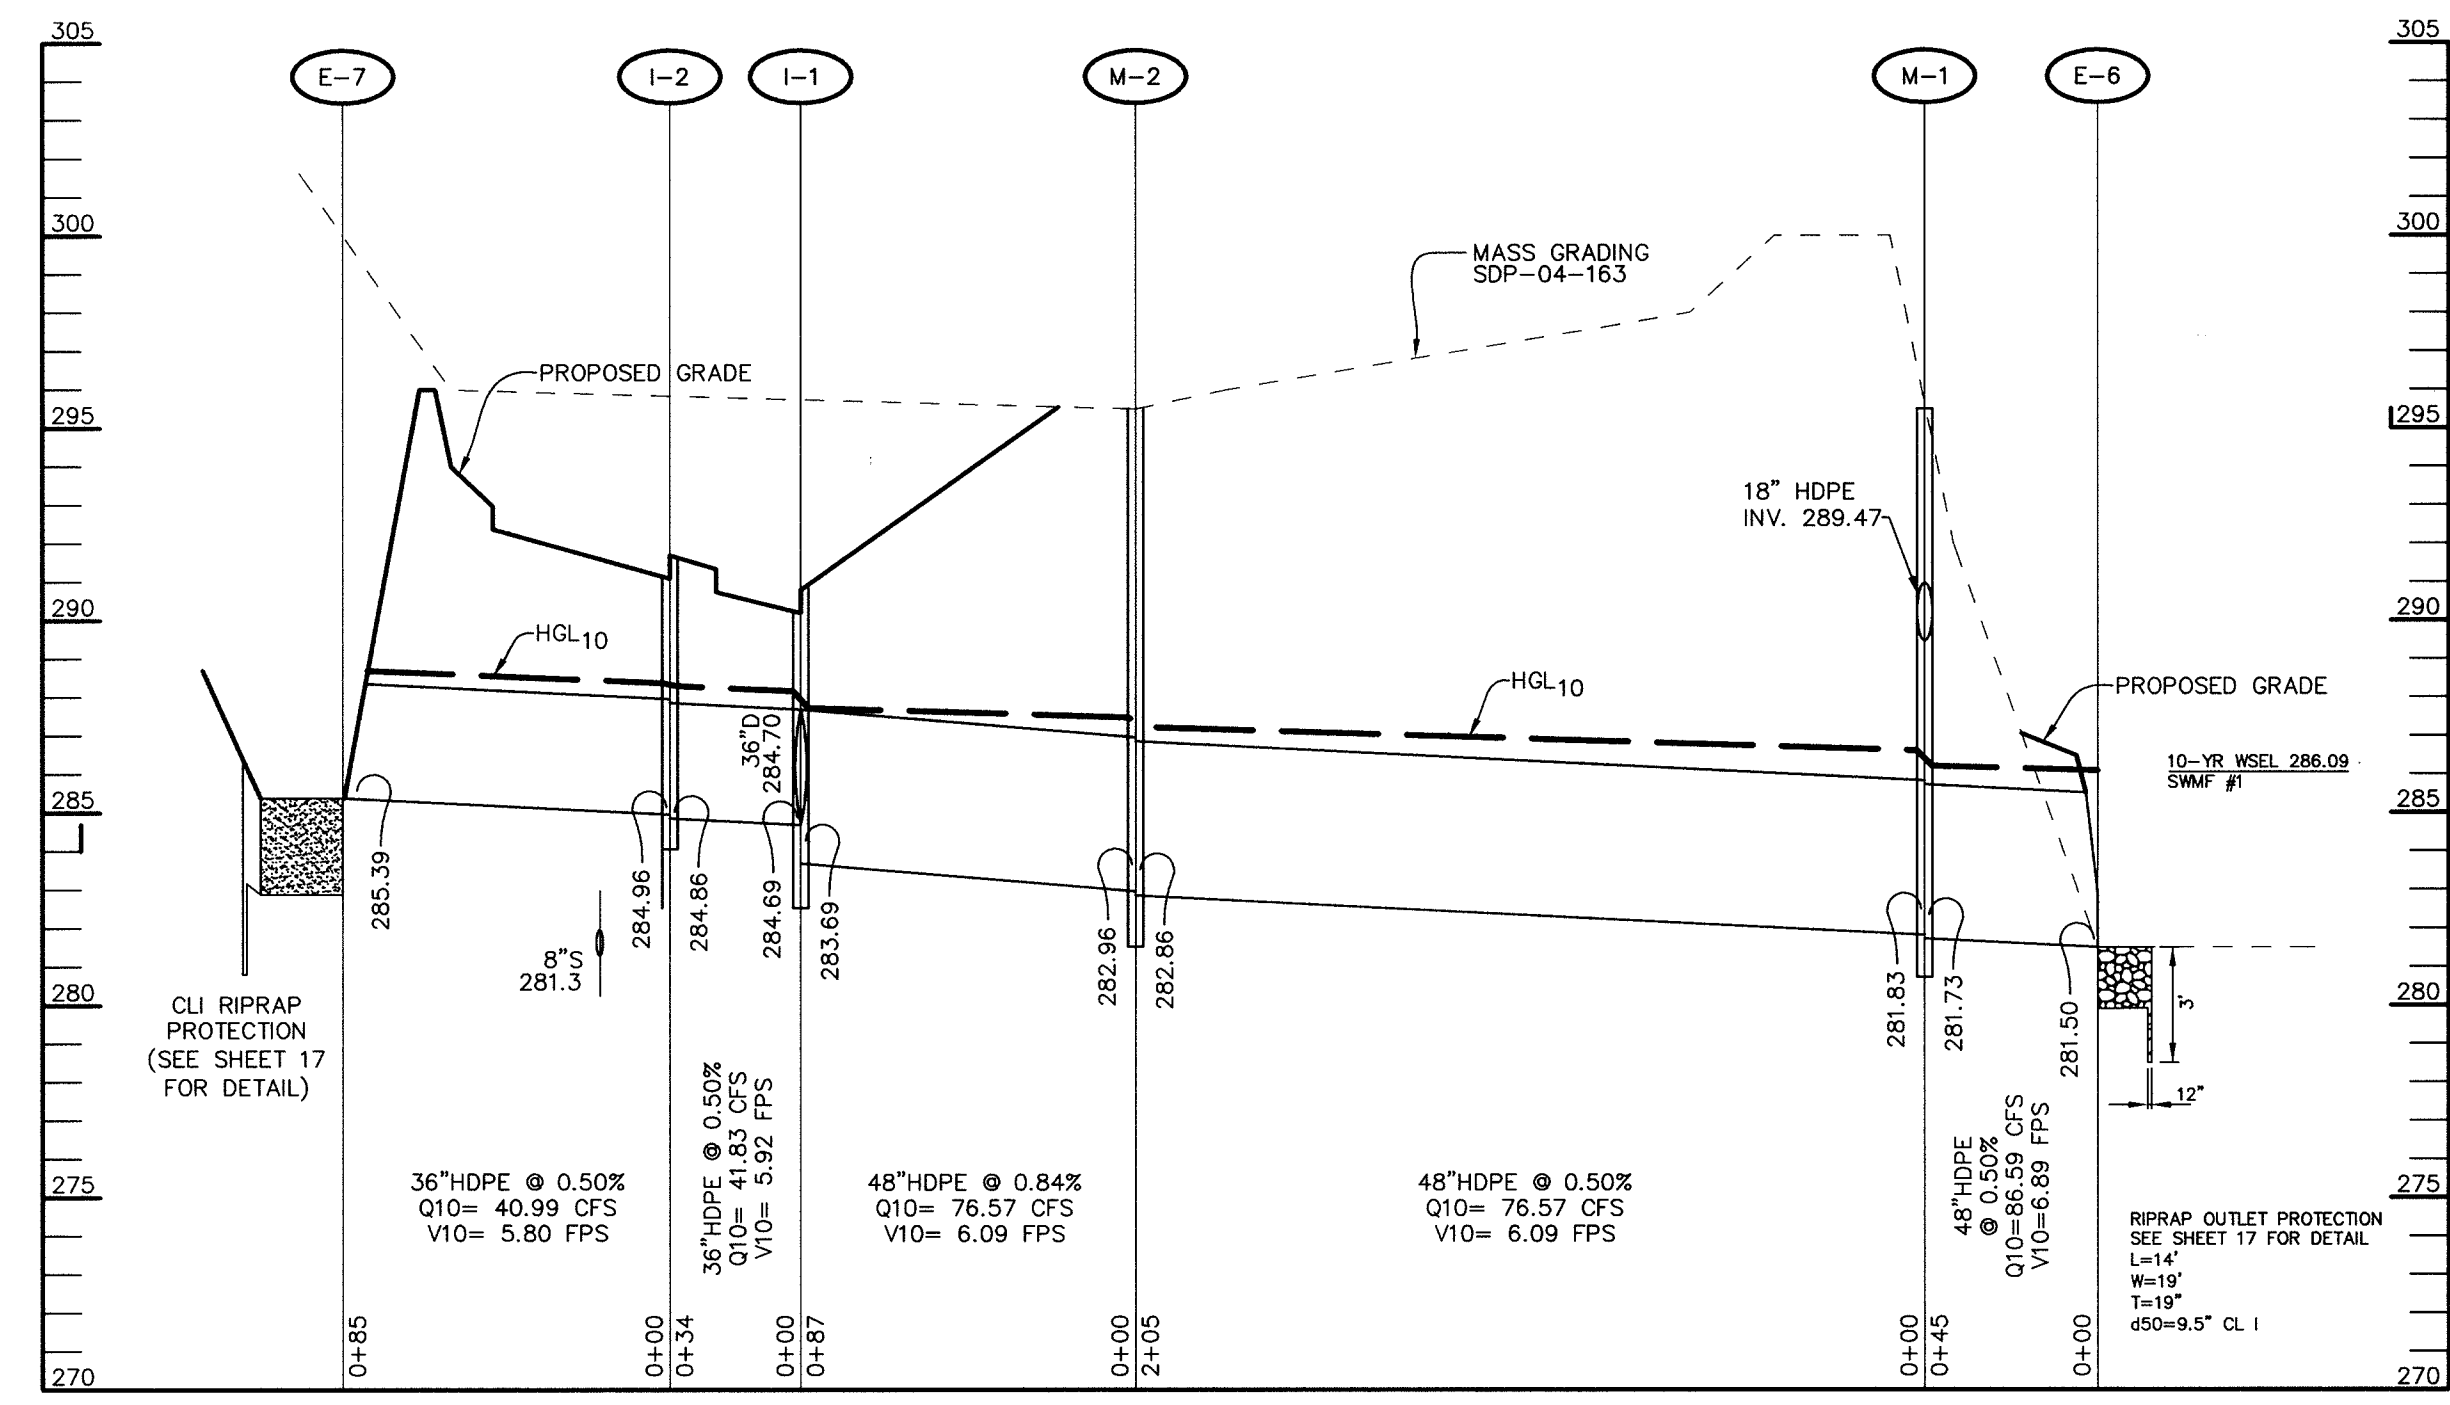 305
305
E-7
I-2
I-1
M-2
M-1
E-6
300
300
MASS GRADING
SDP-04-163
PROPOSED GRADE
295
295
18" HDPE
INV. 289.47
290
290
HGL10
HGL10
PROPOSED GRADE
36"D
284.70
10-YR WSEL 286.09
SWMF #1
285
285
285.39
284.96
284.86
284.69
283.69
282.96
282.86
281.83
281.73
281.50
8"S
281.3
280
280
3'
12"
CLI RIPRAP
PROTECTION
(SEE SHEET 17
FOR DETAIL)
36"HDPE @ 0.50%
Q10= 40.99 CFS
V10= 5.80 FPS
36"HDPE @ 0.50%
Q10= 41.83 CFS
V10= 5.92 FPS
48"HDPE @ 0.84%
Q10= 76.57 CFS
V10= 6.09 FPS
48"HDPE @ 0.50%
Q10= 76.57 CFS
V10= 6.09 FPS
48"HDPE
@ 0.50%
Q10=86.59 CFS
V10=6.89 FPS
275
275
RIPRAP OUTLET PROTECTION
SEE SHEET 17 FOR DETAIL
L=14'
W=19'
T=19"
d50=9.5" CL I
0+85
0+00
0+34
0+00
0+87
0+00
2+05
0+00
0+45
0+00
270
270